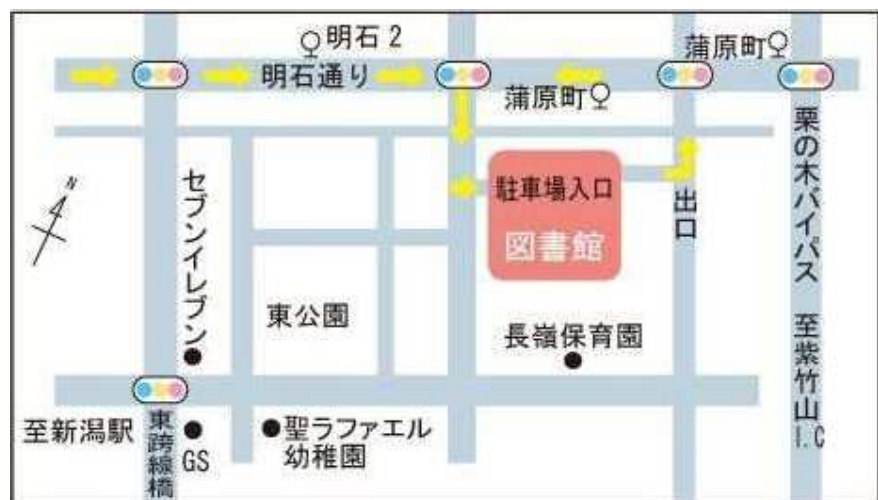 明石2
蒲原町
明石通り
蒲原町
N
駐車場入口
図書館
出口
セブンイレブン
栗の木バイパス 至紫竹山I.C
東公園
長嶺保育園
至新潟駅
東跨線橋
GS
聖ラファエル
幼稚園